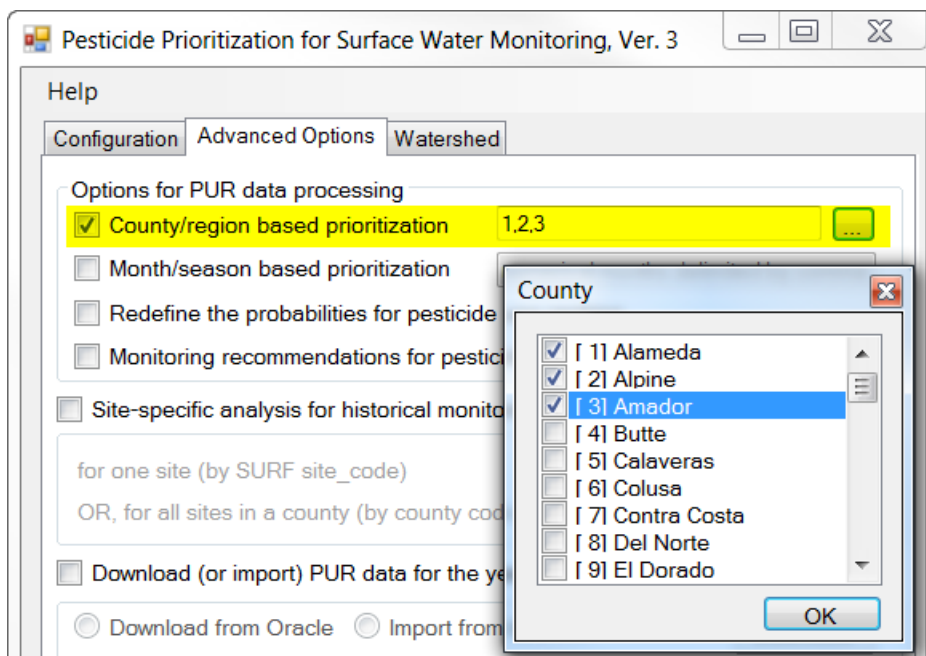 Pesticide Prioritization for Surface Water Monitoring, Ver. 3
Help
Configuration Advanced Options Watershed
Options for PUR data processing
County/region based prioritization 1,2,3 ...
Month/season based prioritization
Redefine the probabilities for pesticide
Monitoring recommendations for
Site-specific analysis for historical
for one site (by SURF site_code)
OR, for all sites in a county (by county
Download (or import) PUR data for the
Download from Oracle Import from
County
[ 1] Alameda
[ 2] Alpine
[ 3] Amador
[ 4] Butte
[ 5] Calaveras
[ 6] Colusa
[ 7] Contra Costa
[ 8] Del Norte
[ 9] El Dorado
OK